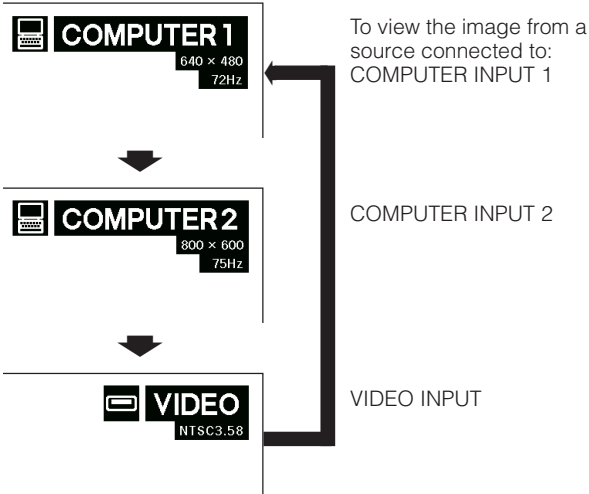 COMPUTER 1
640 × 480
72Hz
To view the image from a
source connected to:
COMPUTER INPUT 1
COMPUTER 2
800 × 600
75Hz
COMPUTER INPUT 2
VIDEO
NTSC3.58
VIDEO INPUT